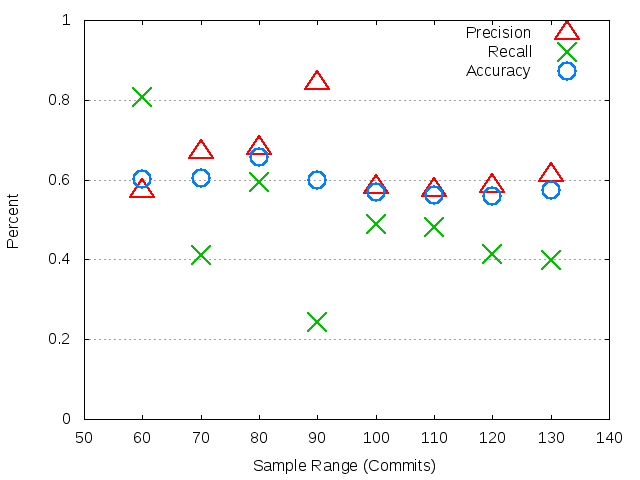 1
0.8
0.6
0.4
0.2
0
Percent
Precision
Recall
Accuracy
50 60 70 80 90 100 110 120 130 140
Sample Range (Commits)